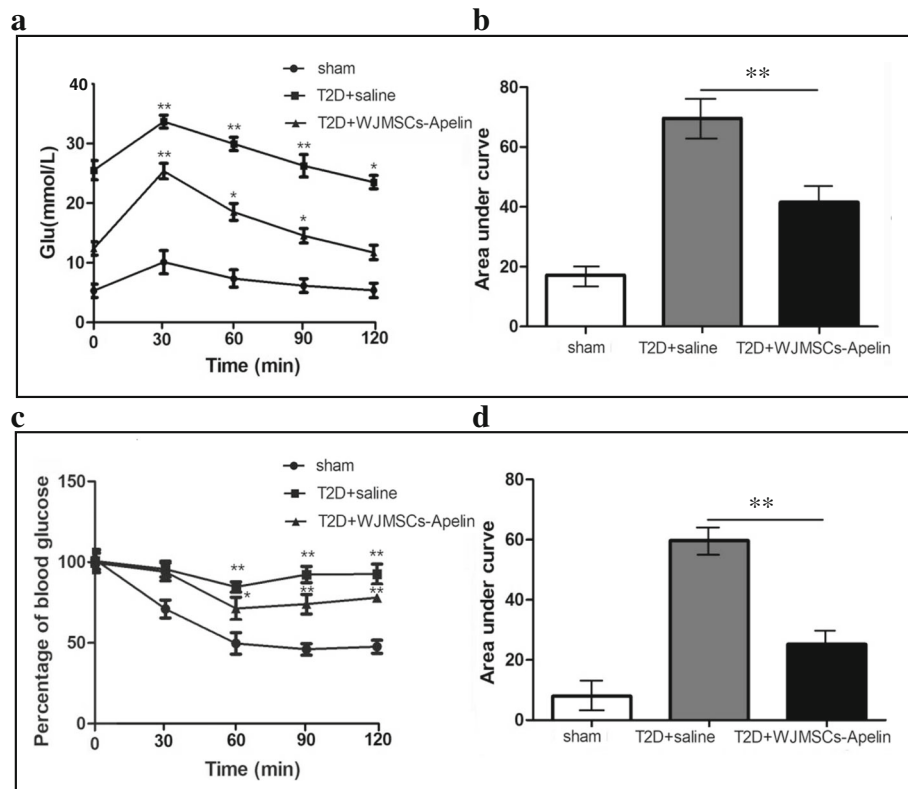 a
b
sham
T2D+saline
T2D+WJMSCs-Apelin
Glu(mmol/L)
40
30
20
10
0
** ** ** *
** * *
0 30 60 90 120
Time (min)
Area under curve
80
60
40
20
0
**
sham T2D+saline T2D+WJMSCs-Apelin
c
d
sham
T2D+saline
T2D+WJMSCs-Apelin
Percentage of blood glucose
150
100
50
0
** ** **
* ** **
0 30 60 90 120
Time (min)
Area under curve
80
60
40
20
0
**
sham T2D+saline T2D+WJMSCs-Apelin